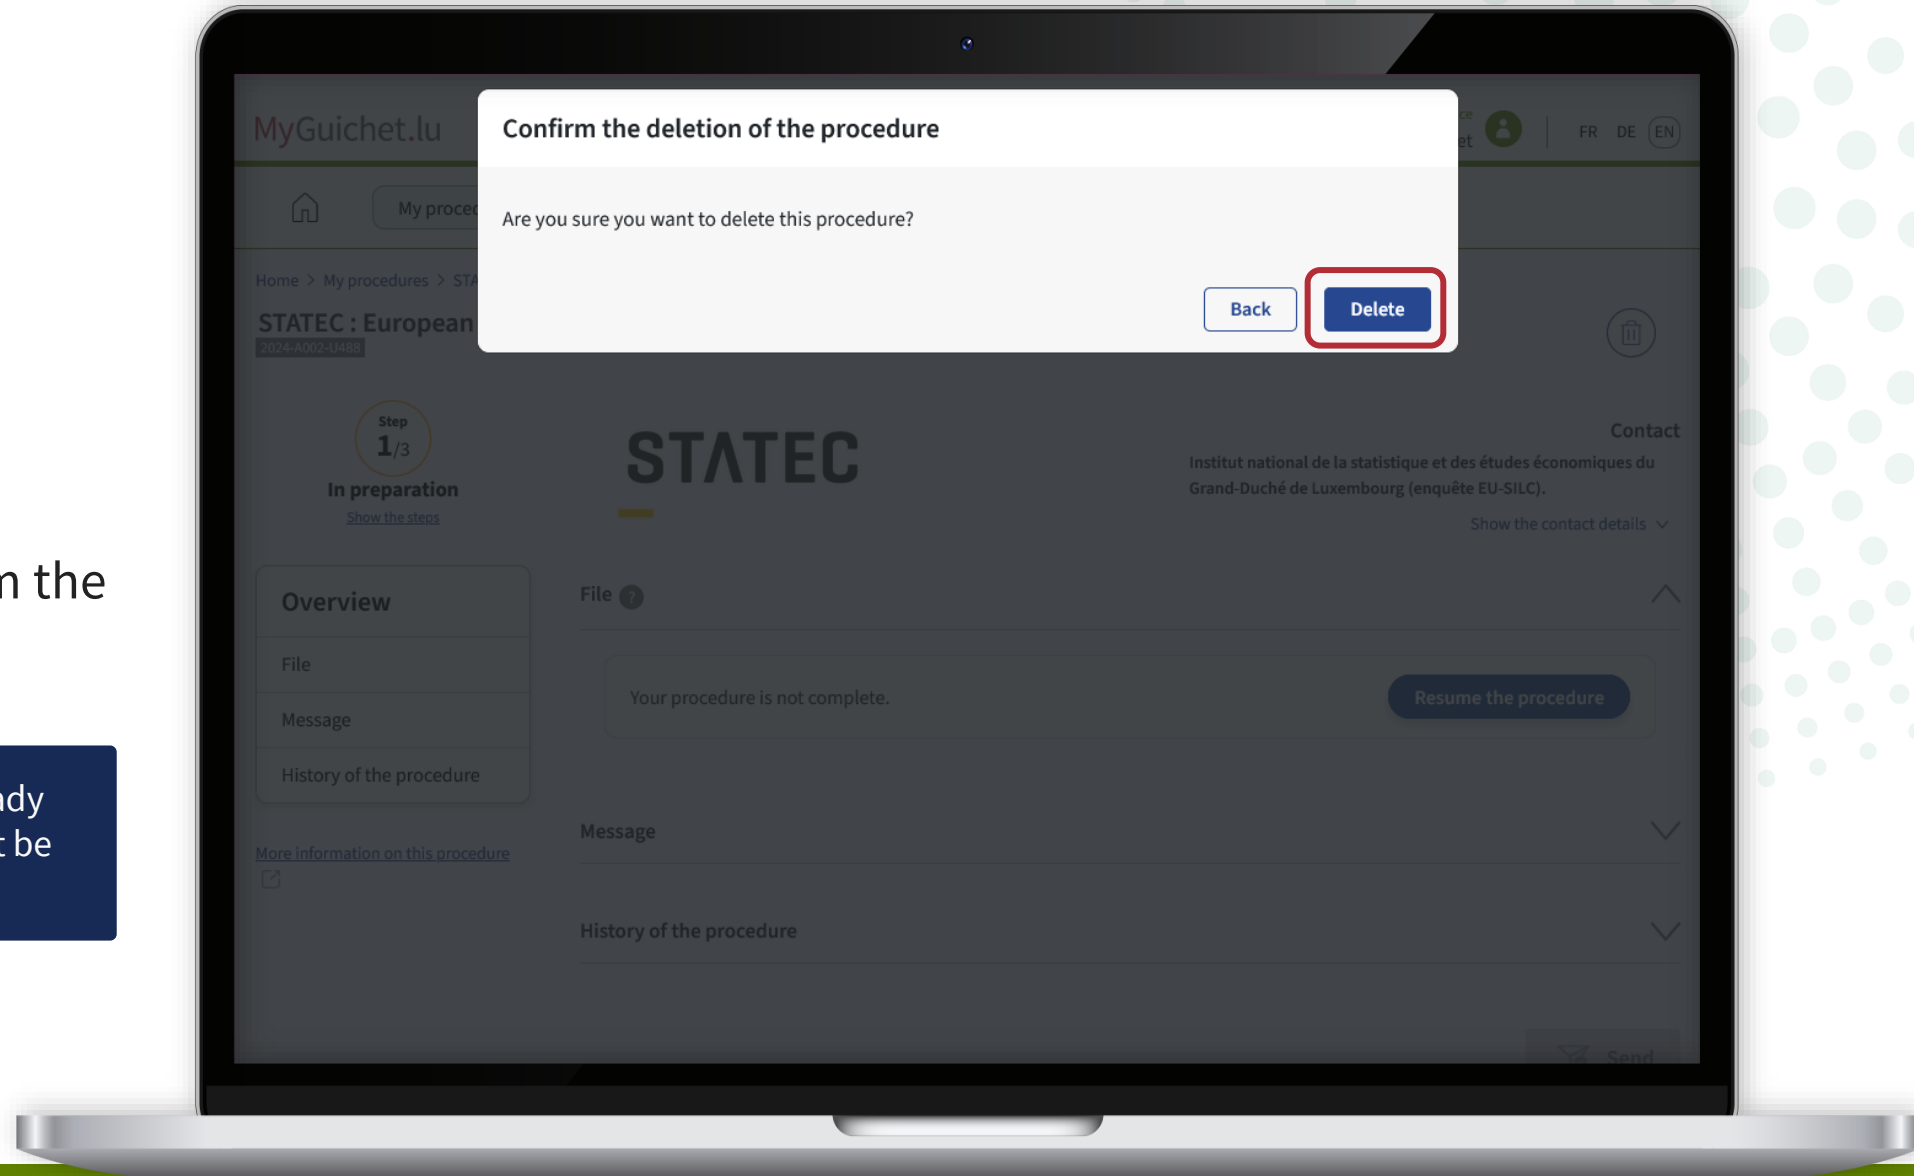 m the
ady
t be
MyGuichet.lu
FR DE EN
My proced
Confirm the deletion of the procedure
Are you sure you want to delete this procedure?
Back
Delete
Home > My procedures > STA
STATEC : European
2024-A002-U488
Step
1/3
In preparation
Show the steps
STATEC
Contact
Institut national de la statistique et des études économiques du
Grand-Duché de Luxembourg (enquête EU-SILC).
Show the contact details
Overview
File
Message
History of the procedure
More information on this procedure
File ?
Your procedure is not complete.
Resume the procedure
Message
History of the procedure
Send